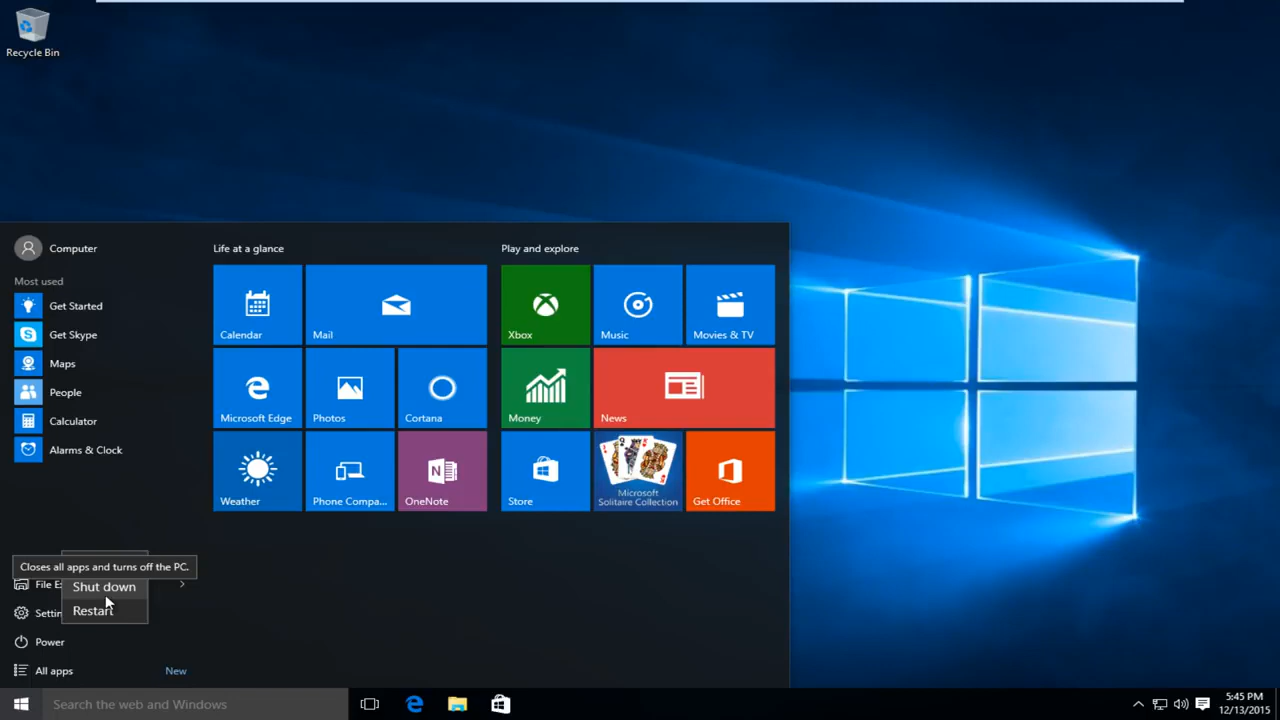 Recycle Bin
Computer
Most used
Get Started
Get Skype
Maps
People
Calculator
Alarms & Clock
Closes all apps and turns off the PC.
File Ex
Shut down
Settin
Restart
Power
All apps
New
Life at a glance
Calendar
Mail
Microsoft Edge
Photos
Cortana
Weather
Phone Compa...
OneNote
Play and explore
Xbox
Music
Movies & TV
Money
News
Store
Microsoft
Solitaire Collection
Get Office
Search the web and Windows
5:45 PM
12/13/2015